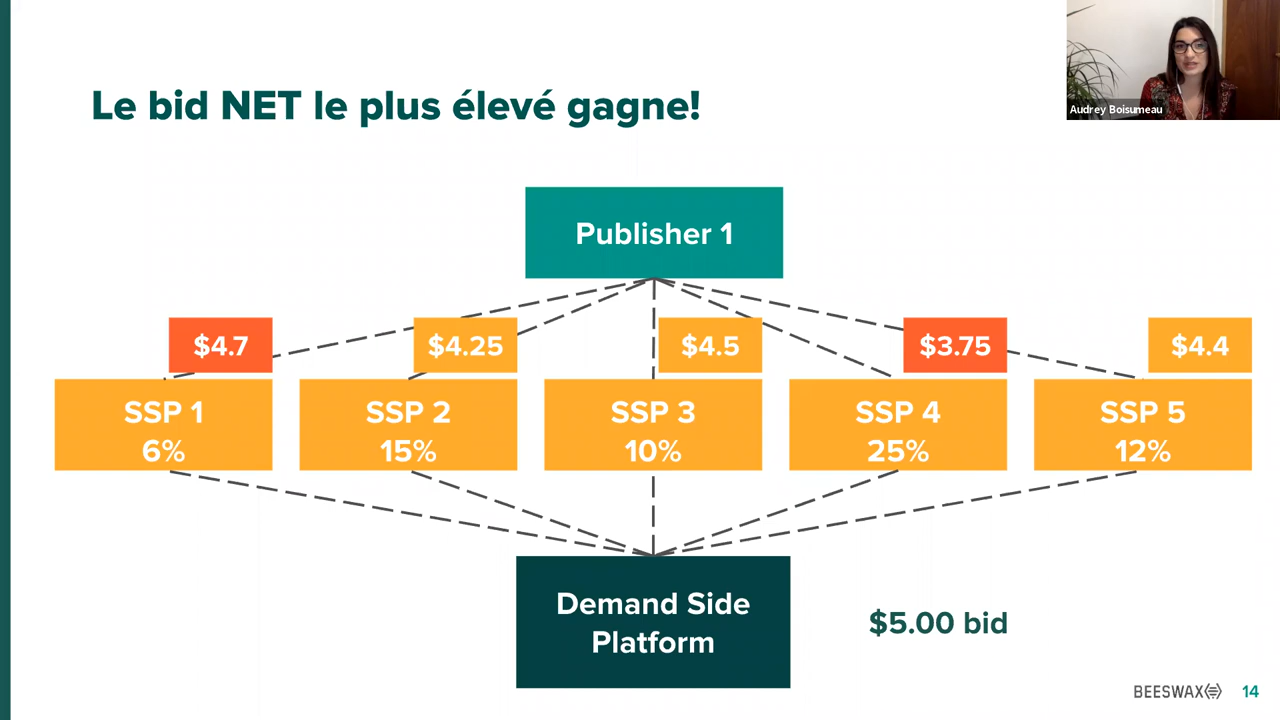 Le bid NET le plus élevé gagne!
Audrey Boisumeau
Publisher 1
$4.7
$4.25
$4.5
$3.75
$4.4
SSP 1
6%
SSP 2
15%
SSP 3
10%
SSP 4
25%
SSP 5
12%
Demand Side
Platform
$5.00 bid
BEESWAX
14